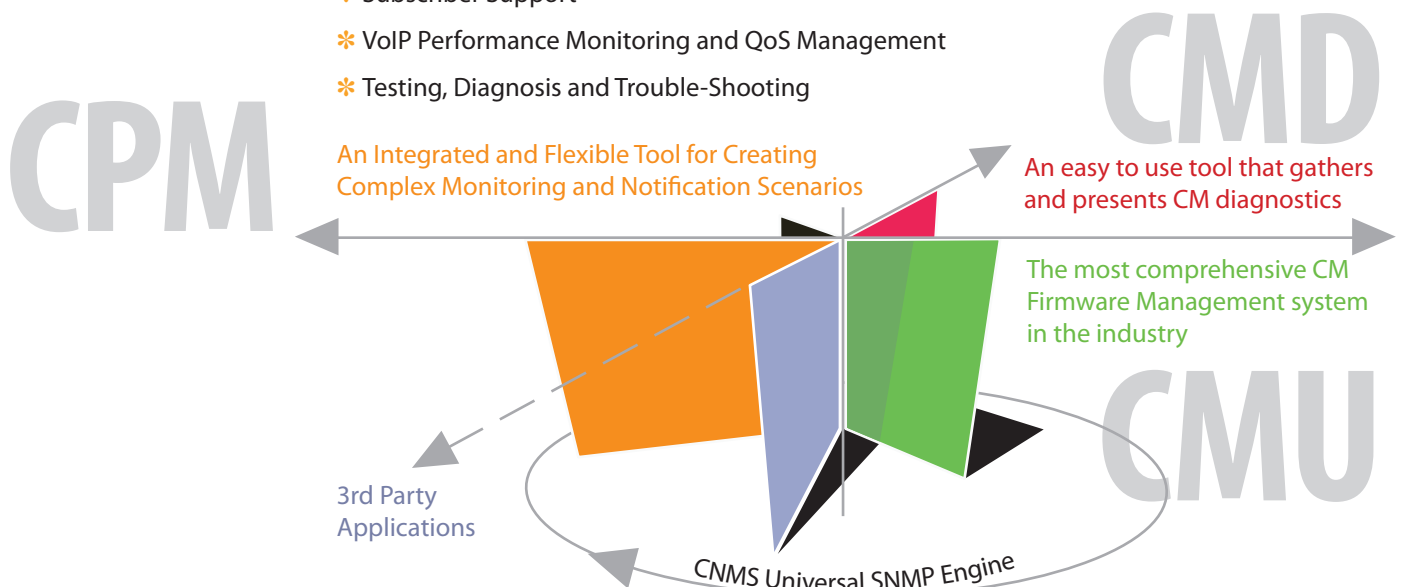 Subscriber Support
✻ VoIP Performance Monitoring and QoS Management
✻ Testing, Diagnosis and Trouble-Shooting
CPM
CMD
An Integrated and Flexible Tool for Creating
Complex Monitoring and Notification Scenarios
An easy to use tool that gathers
and presents CM diagnostics
The most comprehensive CM
Firmware Management system
in the industry
CMU
3rd Party
Applications
CNMS Universal SNMP Engine